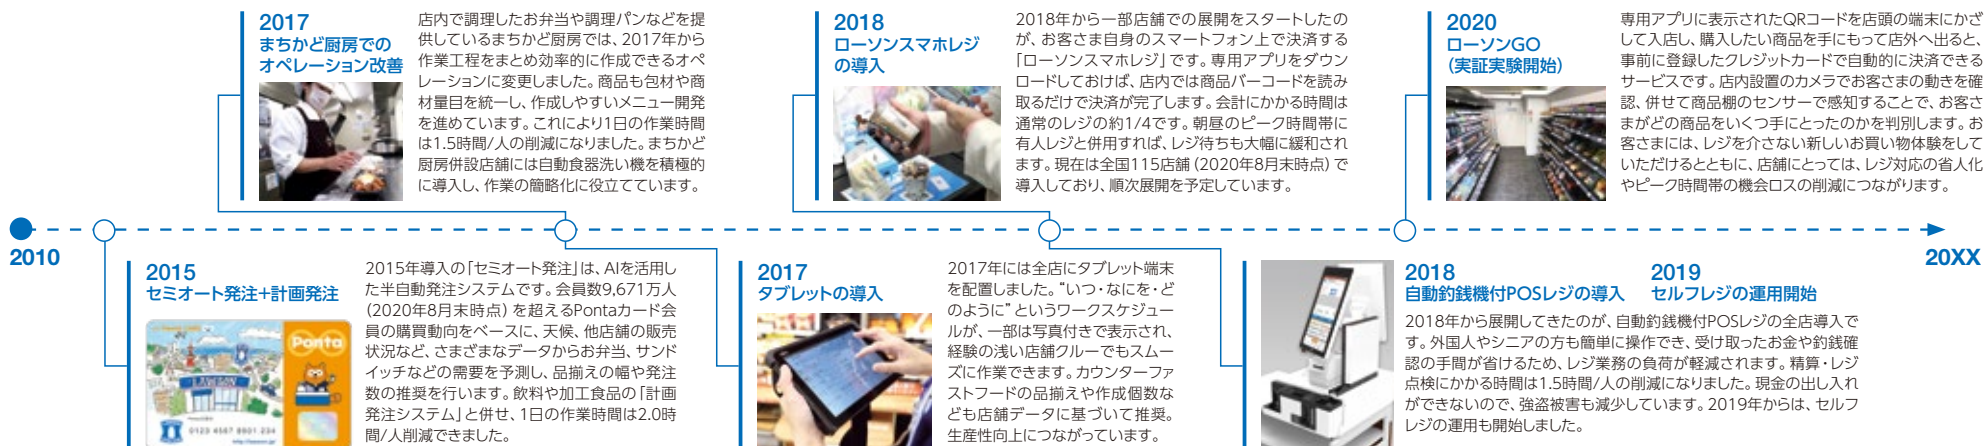 2017
まちかど厨房での
オペレーション改善
店内で調理したお弁当や調理パンなどを提
供しているまちかど厨房では、2017年から
作業工程をまとめ効率的に作成できるオペ
レーションに変更しました。商品も包材や商
材量目を統一し、作成しやすいメニュー開発
を進めています。これにより1日の作業時間
は1.5時間/人の削減になりました。まちかど
厨房併設店舗には自動食器洗い機を積極的
に導入し、作業の簡略化に役立てています。
2018
ローソンスマホレジ
の導入
2018年から一部店舗での展開をスタートしたの
が、お客さま自身のスマートフォン上で決済する
「ローソンスマホレジ」です。専用アプリをダウン
ロードしておけば、店内では商品バーコードを読み
取るだけで決済が完了します。会計にかかる時間は
通常のレジの約1/4です。朝昼のピーク時間帯に
有人レジと併用すれば、レジ待ちも大幅に緩和され
ます。現在は全国115店舗（2020年8月末時点）で
導入しており、順次展開を予定しています。
2020
ローソンGO
（実証実験開始）
専用アプリに表示されたQRコードを店頭の端末にかざ
して入店し、購入したい商品を手にもって店外へ出ると、
事前に登録したクレジットカードで自動的に決済できる
サービスです。店内設置のカメラでお客さまの動きを確
認、併せて商品棚のセンサーで感知することで、お客さ
まがどの商品をいくつ手にとったのかを判別します。お
客さまには、レジを介さない新しいお買い物体験をして
いただけるとともに、店舗にとっては、レジ対応の省人化
やピーク時間帯の機会ロスの削減につながります。
2010
20XX
2015
セミオート発注+計画発注
Ponta
LAWSON
0123 4567 8901 234
2015年導入の「セミオート発注」は、AIを活用し
た半自動発注システムです。会員数9,671万人
（2020年8月末時点）を超えるPontaカード会
員の購買動向をベースに、天候、他店舗の販売
状況など、さまざまなデータからお弁当、サンド
イッチなどの需要を予測し、品揃えの幅や発注
数の推奨を行います。飲料や加工食品の「計画
発注システム」と併せ、1日の作業時間は2.0時
間/人削減できました。
2017
タブレットの導入
2017年には全店にタブレット端末
を配置しました。“いつ・なにを・ど
のように”というワークスケジュー
ルが、一部は写真付きで表示され、
経験の浅い店舗クルーでもスムー
ズに作業できます。カウンターファ
ストフードの品揃えや作成個数な
ども店舗データに基づいて推奨。
生産性向上につながっています。
2018
自動釣銭機付POSレジの導入
2019
セルフレジの運用開始
2018年から展開してきたのが、自動釣銭機付POSレジの全店導入で
す。外国人やシニアの方も簡単に操作でき、受け取ったお金や釣銭確
認の手間が省けるため、レジ業務の負荷が軽減されます。精算・レジ
点検にかかる時間は1.5時間/人の削減になりました。現金の出し入れ
ができないので、強盗被害も減少しています。2019年からは、セルフ
レジの運用も開始しました。